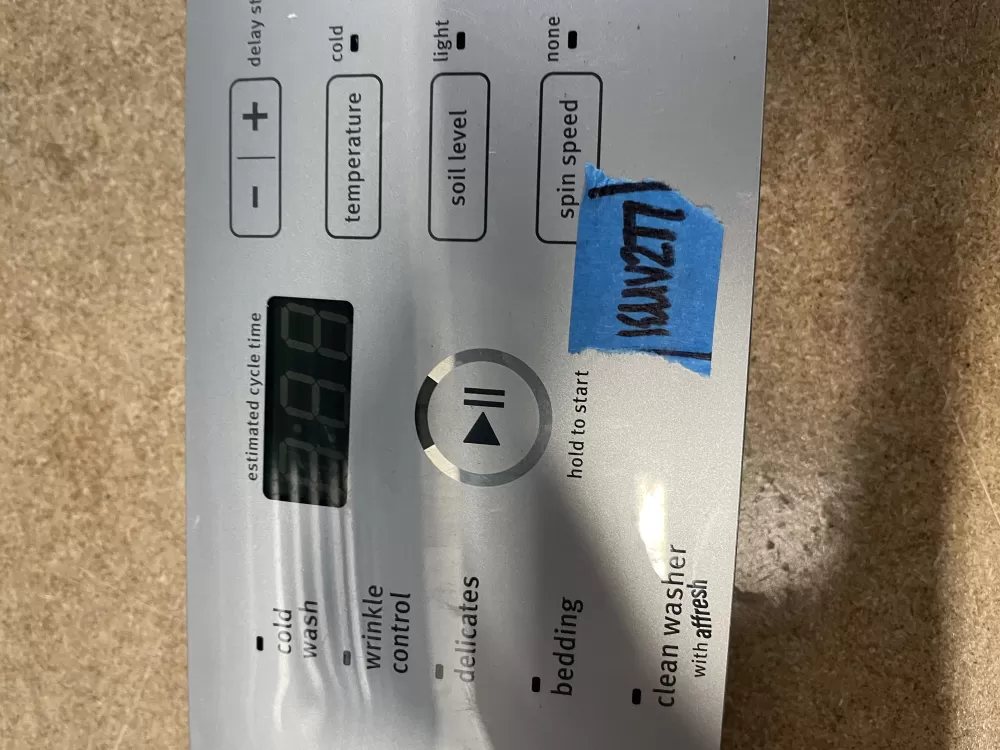 cold
wash
wrinkle
control
delicates
bedding
clean washer
with affresh
estimated cycle time
hold to start
- | +
temperature
soil level
spin speed
delay st
cold
light
none